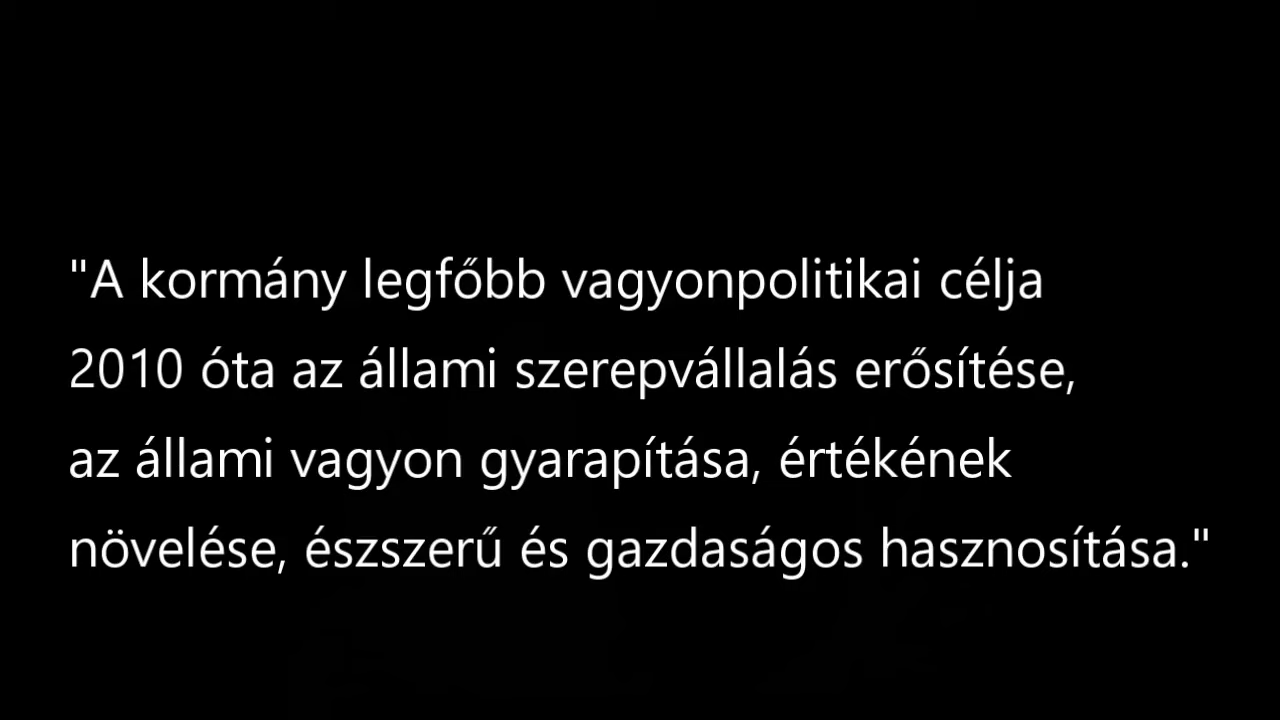 "A kormány legfőbb vagyonpolitikai célja
2010 óta az állami szerepvállalás erősítése,
az állami vagyon gyarapítása, értékének
növelése, észszerű és gazdaságos hasznosítása."